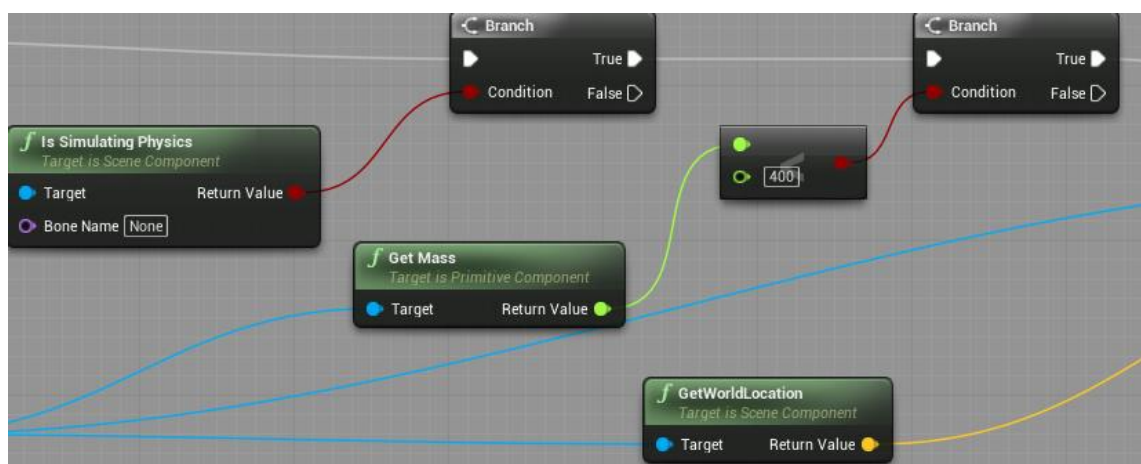 Branch
True
Condition
False
Branch
True
Condition
False
f Is Simulating Physics
Target is Scene Component
Target
Return Value
Bone Name None
<
400
f Get Mass
Target is Primitive Component
Target
Return Value
f GetWorldLocation
Target is Scene Component
Target
Return Value